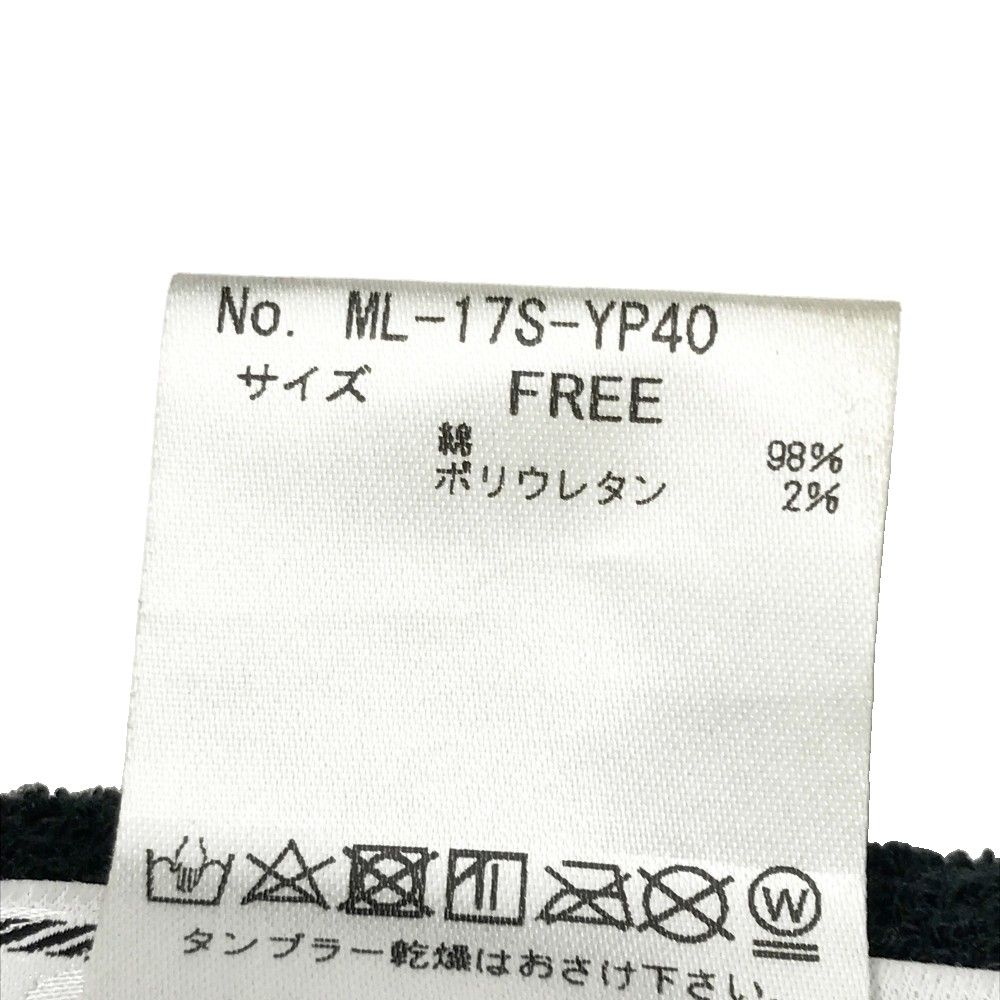 No. ML-17S-YP40
サイズ FREE
綿 98%
ポリウレタン 2%
W
タンブラー乾燥はおさけ下さい。